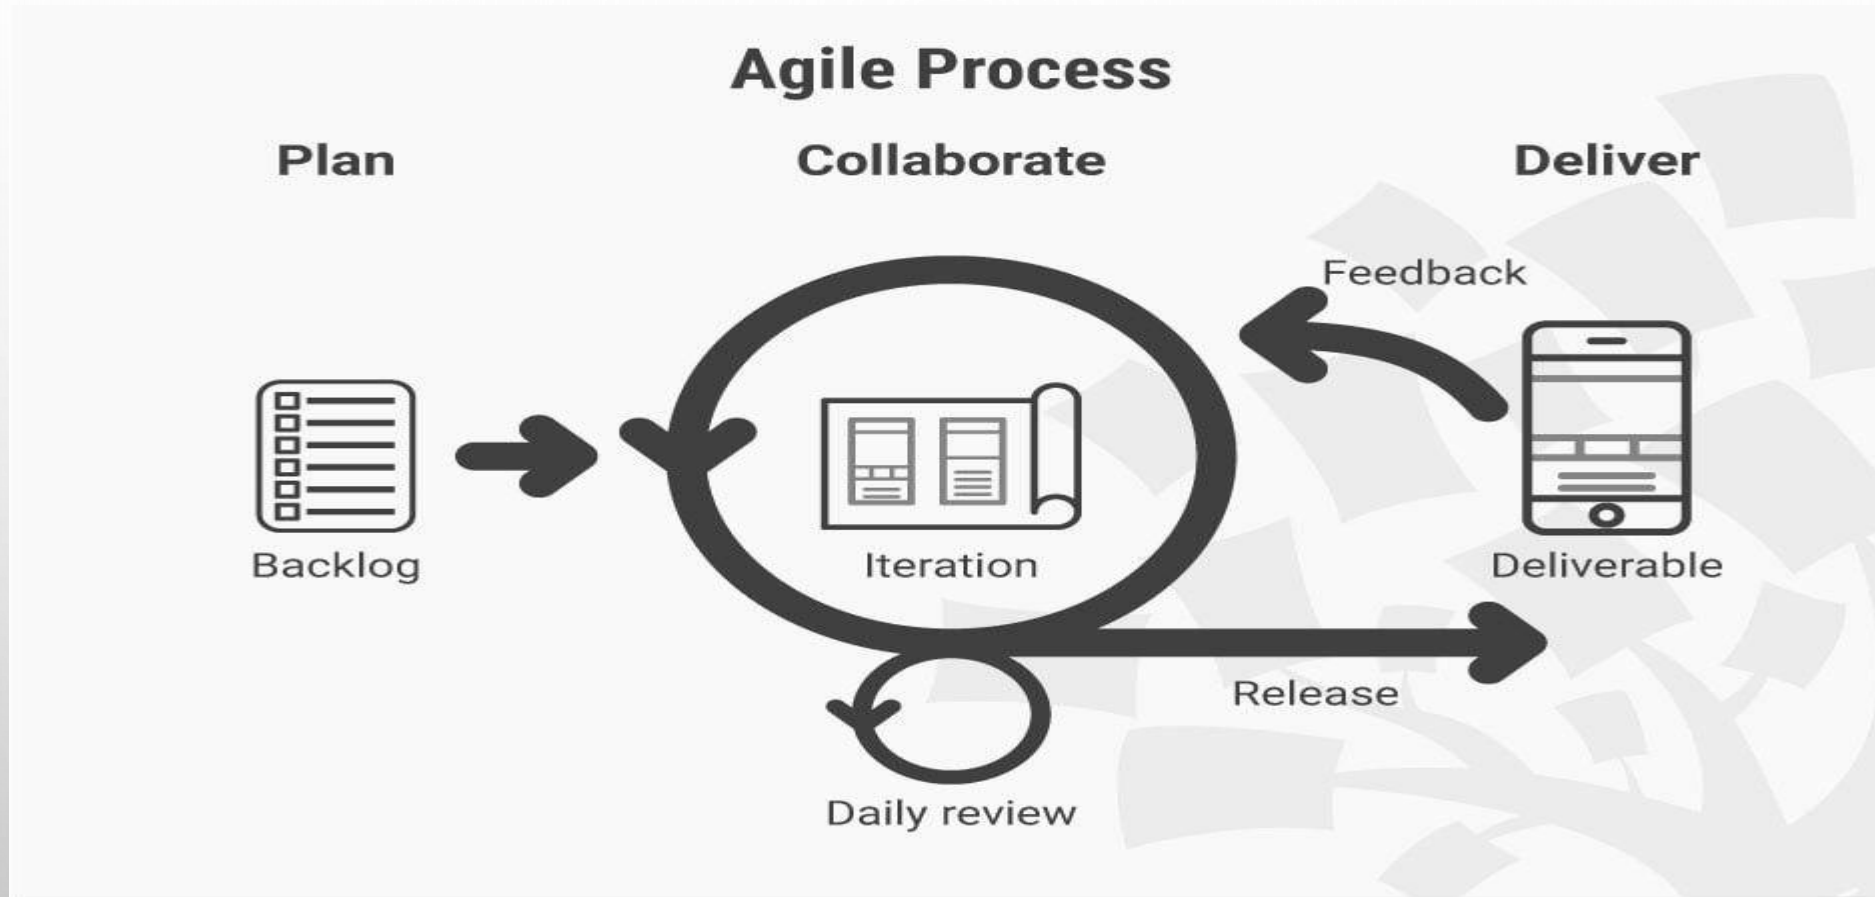 Agile Process
Plan
Collaborate
Deliver
Feedback
Backlog
Iteration
Deliverable
Release
Daily review